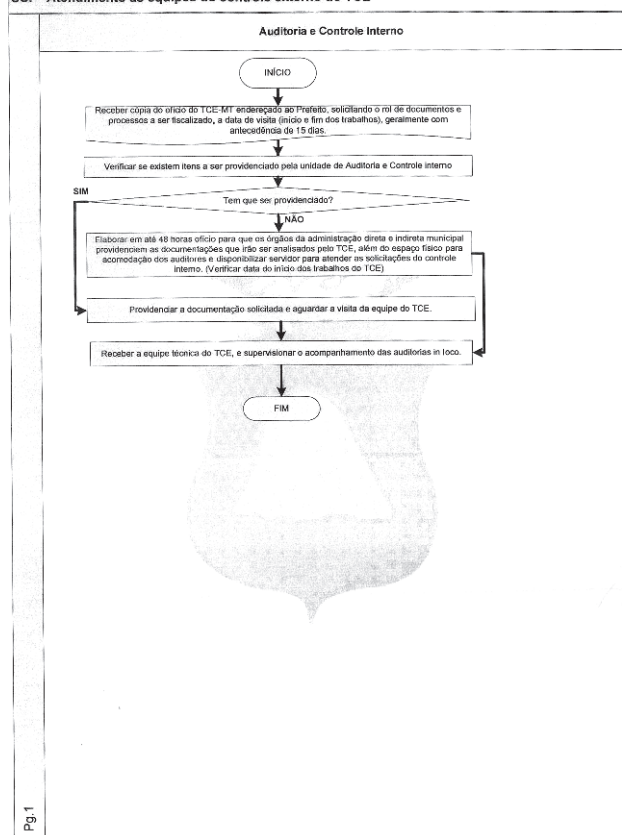 Atendimento às equipes do controle externo do TCE
Auditoria e Controle Interno
INÍCIO
Receber cópia do ofício do TCE-MT endereçado ao Prefeito, solicitando o rol de documentos e
processos a ser fiscalizado, a data de visita (início e fim dos trabalhos), geralmente com
antecedência de 15 dias.
Verificar se existem itens a ser providenciado pela unidade de Auditoria e Controle interno
SIM
Tem que ser providenciado?
NÃO
Elaborar em até 48 horas ofício para que os órgãos da administração direta e indireta municipal
providenciem as documentações que irão ser analisados pelo TCE, além do espaço físico para
acomodação dos auditores e disponibilizar servidor para atender as solicitações do controle
interno. (Verificar data do início dos trabalhos do TCE)
Providenciar a documentação solicitada e aguardar a visita da equipe do TCE.
Receber a equipe técnica do TCE, e supervisionar o acompanhamento das auditorias in loco.
FIM
Pg.1